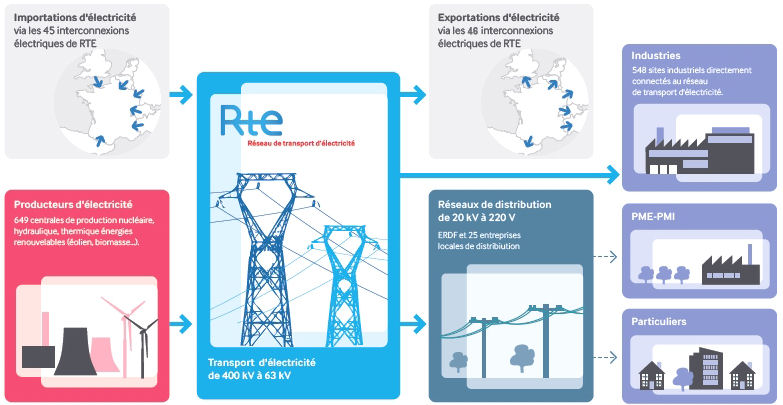 Importations d'électricité
via les 45 interconnexions
électriques de RTE
Exportations d'électricité
via les 46 interconnexions
électriques de RTE
Industries
548 sites industriels directement
connectés au réseau
de transport d'électricité.
Rte
Réseau de transport d'électricité
Producteurs d'électricité
649 centrales de production nucléaire,
hydraulique, thermique énergies
renouvelables (éolien, biomasse...).
Transport d'électricité
de 400 kV à 63 kV
Réseaux de distribution
de 20 kV à 220 V
ERDF et 25 entreprises
locales de distribiution
PME-PMI
Particuliers